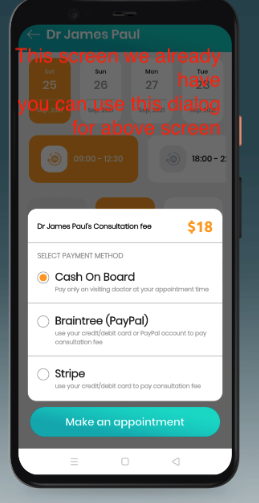 Dr James Paul
This screen we already
have
you can use this dialog
for above screen
Sat
Sun
Mon
Tue
25
26
27
28
09:00 - 12:30
18:00 - 2
Dr James Paul's Consultation fee
$18
SELECT PAYMENT METHOD
Cash On Board
Pay only on visiting doctor at your appointment time
Braintree (PayPal)
use your credit/debit card or PayPal account to pay
consultation fee
Stripe
use your credit/debit card to pay consultation fee
Make an appointment